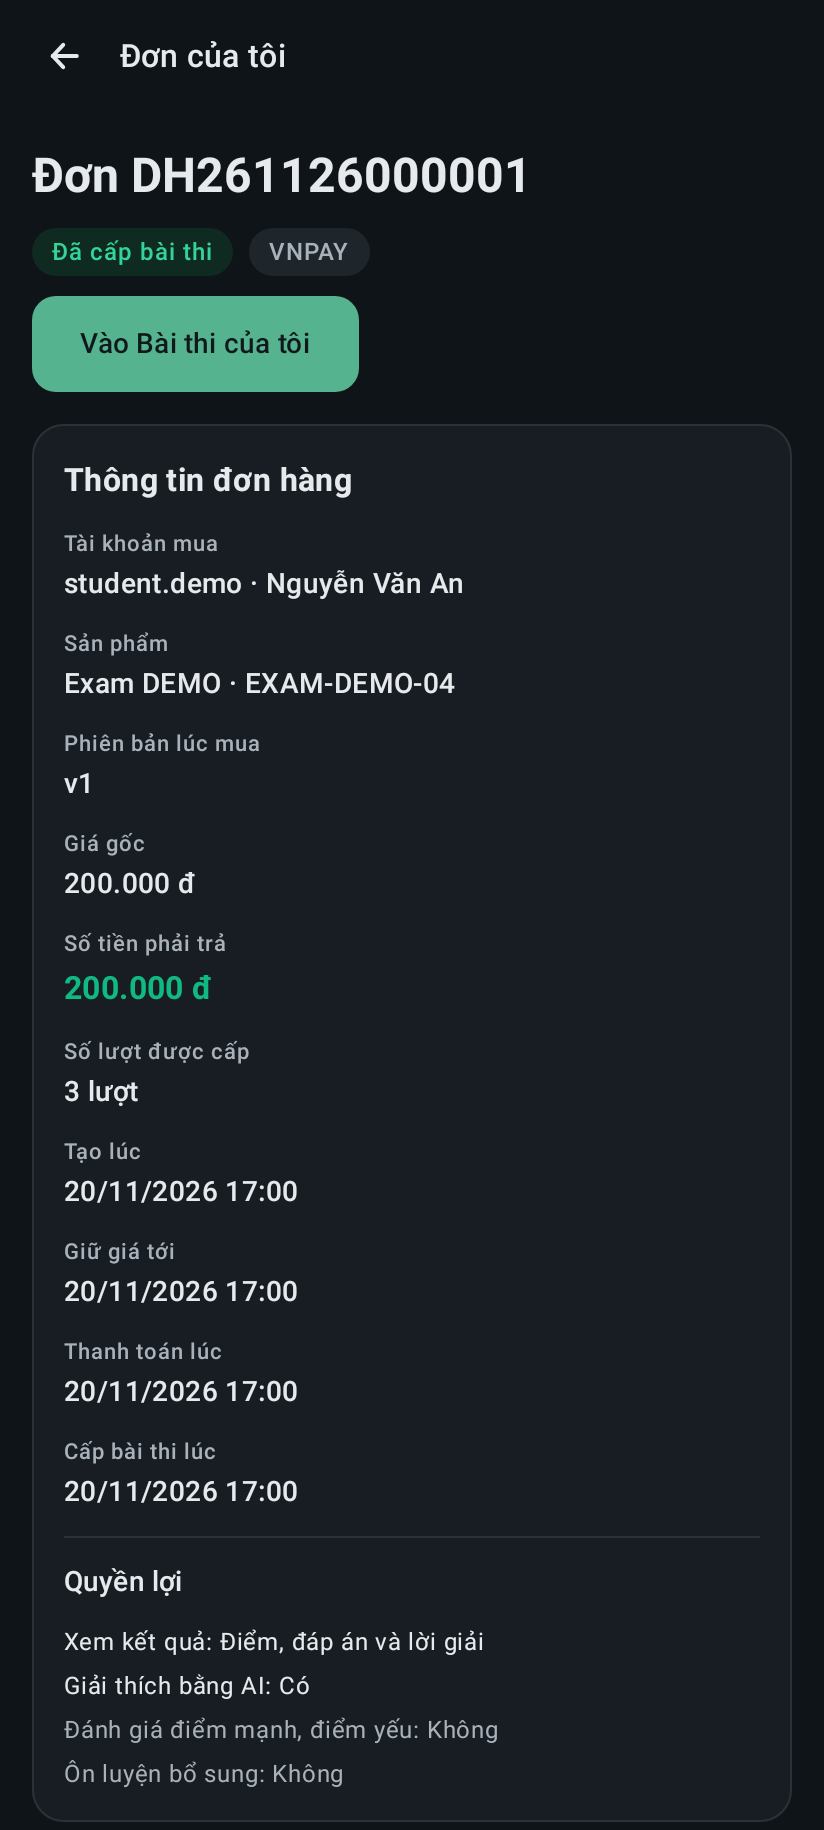 Đơn của tôi
Đơn DH261126000001
Đã cấp bài thi
VNPAY
Vào Bài thi của tôi
Thông tin đơn hàng
Tài khoản mua
student.demo · Nguyễn Văn An
Sản phẩm
Exam DEMO · EXAM-DEMO-04
Phiên bản lúc mua
v1
Giá gốc
200.000 đ
Số tiền phải trả
200.000 đ
Số lượt được cấp
3 lượt
Tạo lúc
20/11/2026 17:00
Giữ giá tới
20/11/2026 17:00
Thanh toán lúc
20/11/2026 17:00
Cấp bài thi lúc
20/11/2026 17:00
Quyền lợi
Xem kết quả: Điểm, đáp án và lời giải
Giải thích bằng AI: Có
Đánh giá điểm mạnh, điểm yếu: Không
Ôn luyện bổ sung: Không